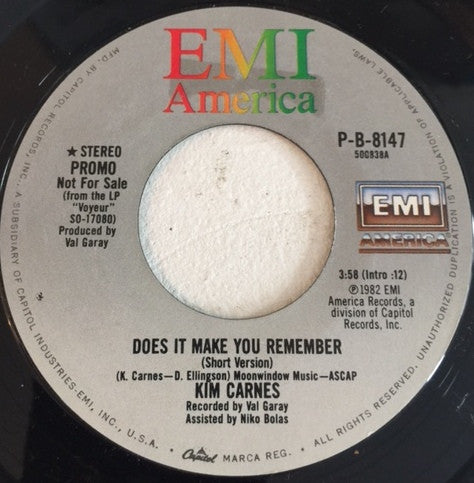 EMI
America
★ STEREO
PROMO
Not For Sale
(from the LP
"Voyeur"
SO-17080)
Produced by
Val Garay
P-B-8147
500838A
EMI
AMERICA
3:58 (Intro :12)
℗1982 EMI
America Records, a
division of Capitol
Records, Inc.
DOES IT MAKE YOU REMEMBER
(Short Version)
(K. Carnes—D. Ellingson) Moonwindow Music—ASCAP
KIM CARNES
Recorded by Val Garay
Assisted by Niko Bolas
MFD. BY CAPITOL RECORDS, INC., A SUBSIDIARY OF CAPITOL INDUSTRIES-EMI, INC., U.S.A. • Capitol MARCA REG. • ALL RIGHTS RESERVED. UNAUTHORIZED DUPLICATION IS A VIOLATION OF APPLICABLE LAWS.